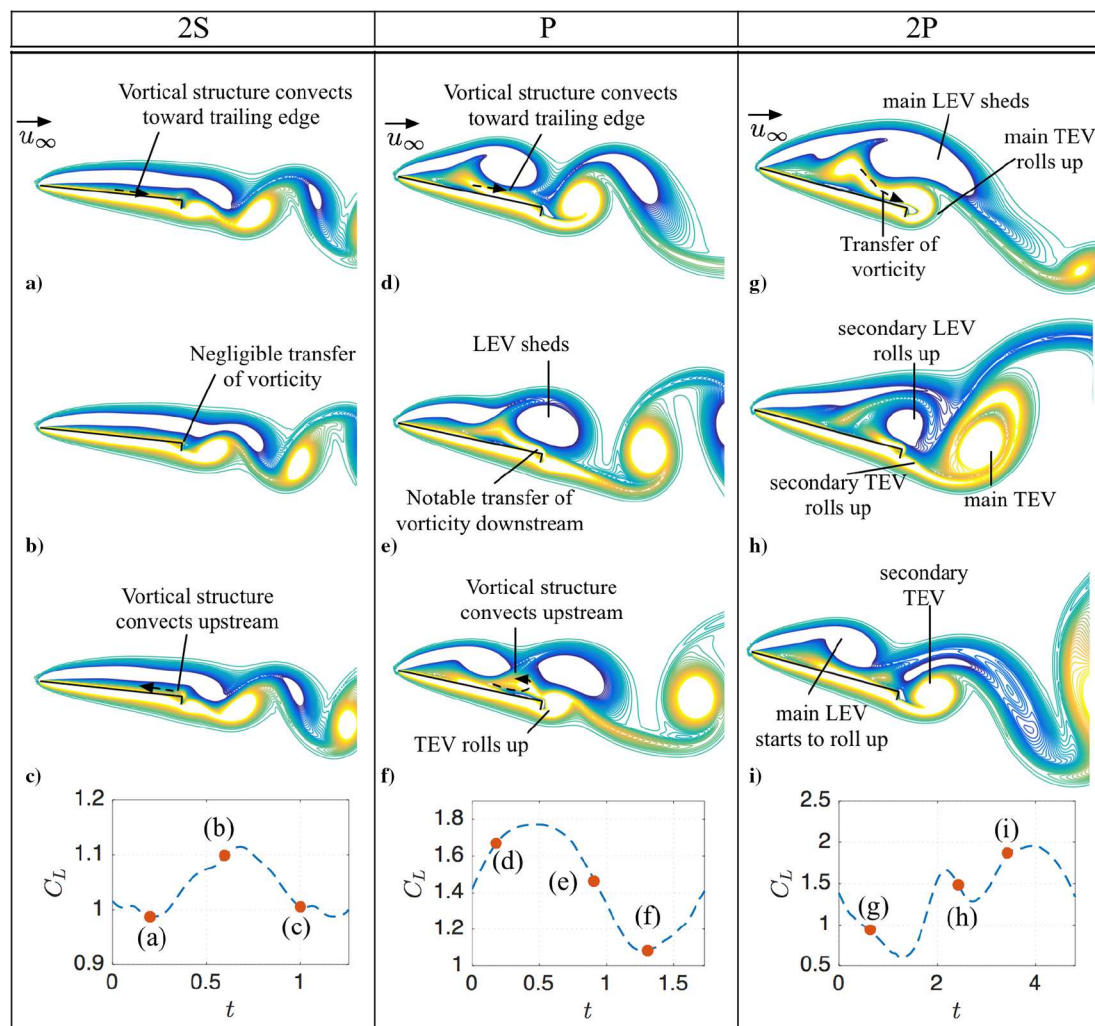 2S
P
2P
Vortical structure convects
toward trailing edge
u∞
a)
Negligible transfer
of vorticity
b)
Vortical structure
convects upstream
c)
1.2
1.1
1
0.9
C_L
0
0.5
1
t
(a)
(b)
(c)
Vortical structure convects
toward trailing edge
u∞
d)
LEV sheds
Notable transfer of
vorticity downstream
e)
Vortical structure
convects upstream
TEV rolls up
f)
1.8
1.6
1.4
1.2
1
C_L
0
0.5
1
1.5
t
(d)
(e)
(f)
u∞
main LEV sheds
main TEV
rolls up
Transfer of
vorticity
g)
secondary LEV
rolls up
secondary TEV
rolls up
main TEV
h)
secondary
TEV
main LEV
starts to roll up
i)
2.5
2
1.5
1
0.5
C_L
0
2
4
t
(g)
(h)
(i)